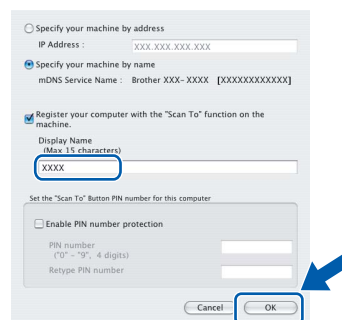 Specify your machine by address
IP Address : XXX.XXX.XXX.XXX
Specify your machine by name
mDNS Service Name : Brother XXX- XXXX [XXXXXXXXXXXX]
Register your computer with the "Scan To" function on the
machine.
Display Name
(Max 15 characters)
XXXX
Set the "Scan To" Button PIN number for this computer
Enable PIN number protection
PIN number
("0" - "9", 4 digits)
Retype PIN number
Cancel OK